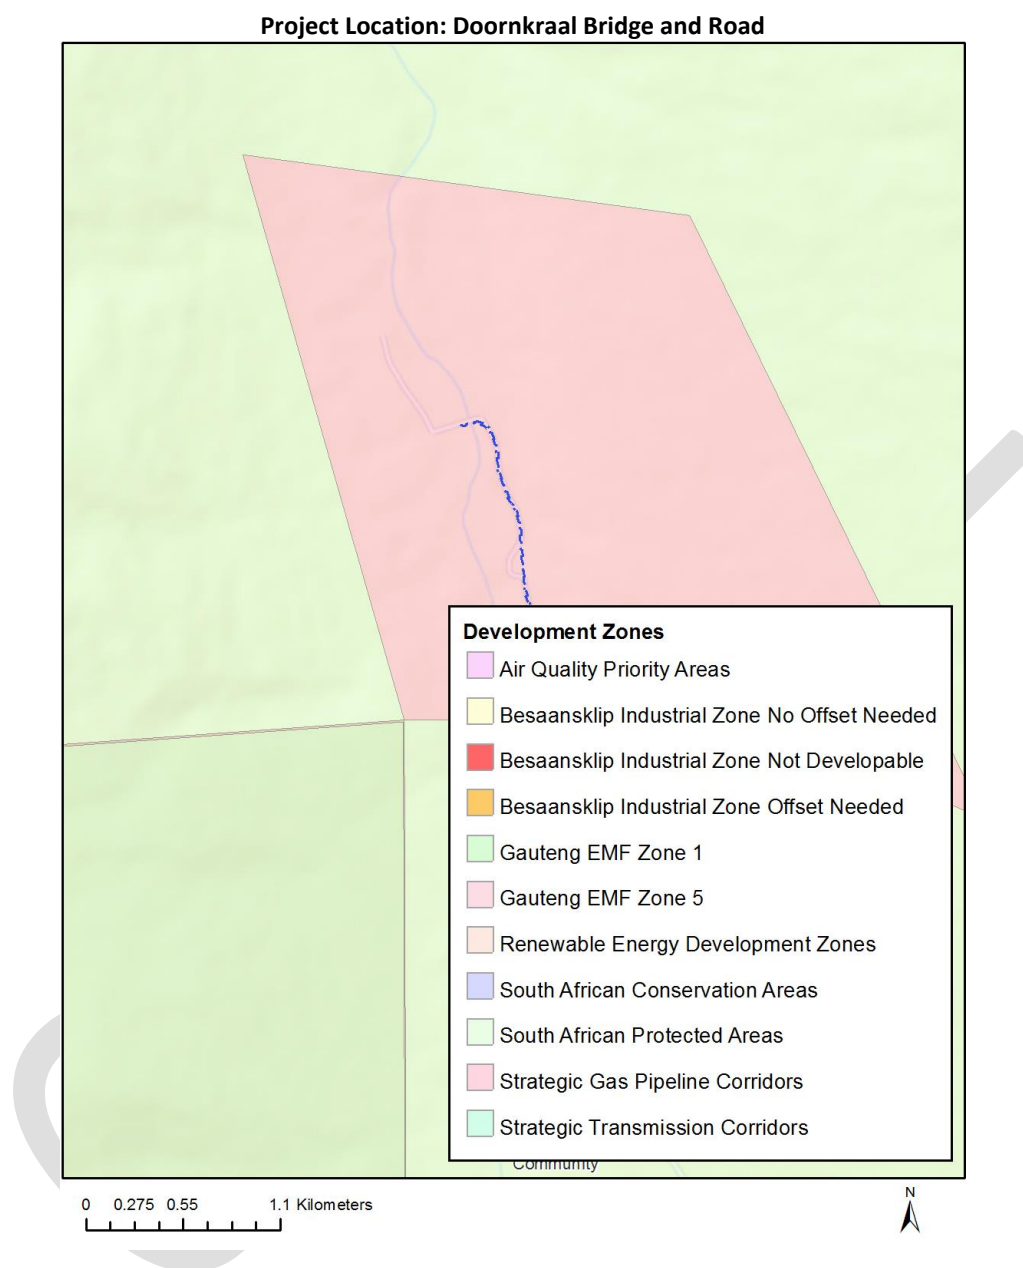 Project Location: Doornkraal Bridge and Road
Development Zones
Air Quality Priority Areas
Besaansklip Industrial Zone No Offset Needed
Besaansklip Industrial Zone Not Developable
Besaansklip Industrial Zone Offset Needed
Gauteng EMF Zone 1
Gauteng EMF Zone 5
Renewable Energy Development Zones
South African Conservation Areas
South African Protected Areas
Strategic Gas Pipeline Corridors
Strategic Transmission Corridors
Community
0 0.275 0.55 1.1 Kilometers
N